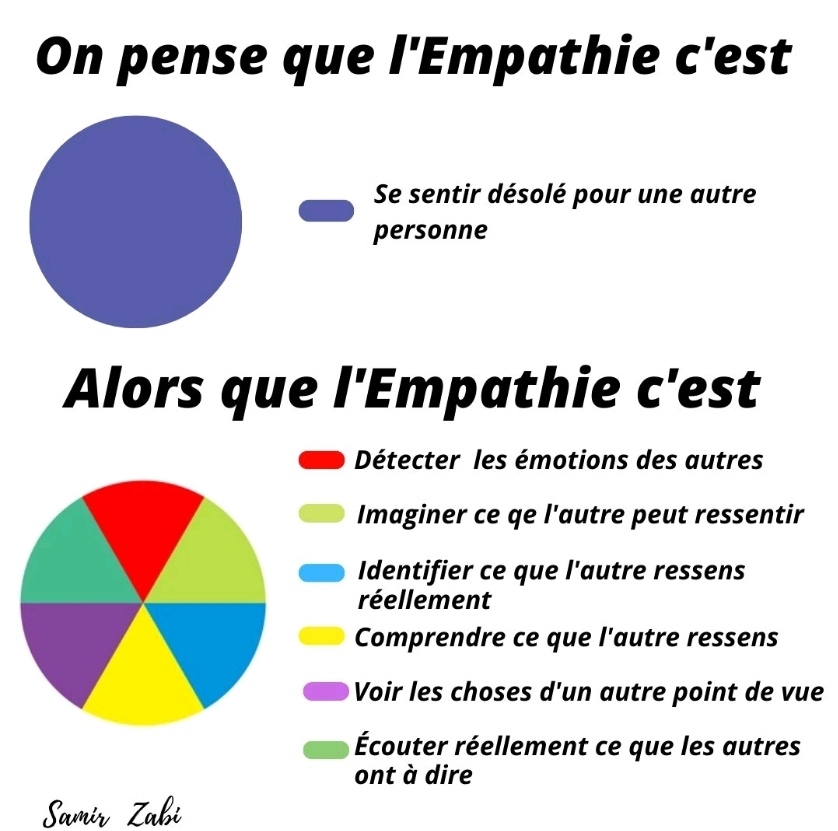 On pense que l'Empathie c'est
Se sentir désolé pour une autre
personne
Alors que l'Empathie c'est
Détecter les émotions des autres
Imaginer ce qe l'autre peut ressentir
Identifier ce que l'autre ressens
réellement
Comprendre ce que l'autre ressens
Voir les choses d'un autre point de vue
Écouter réellement ce que les autres
ont à dire
Samir Zabi